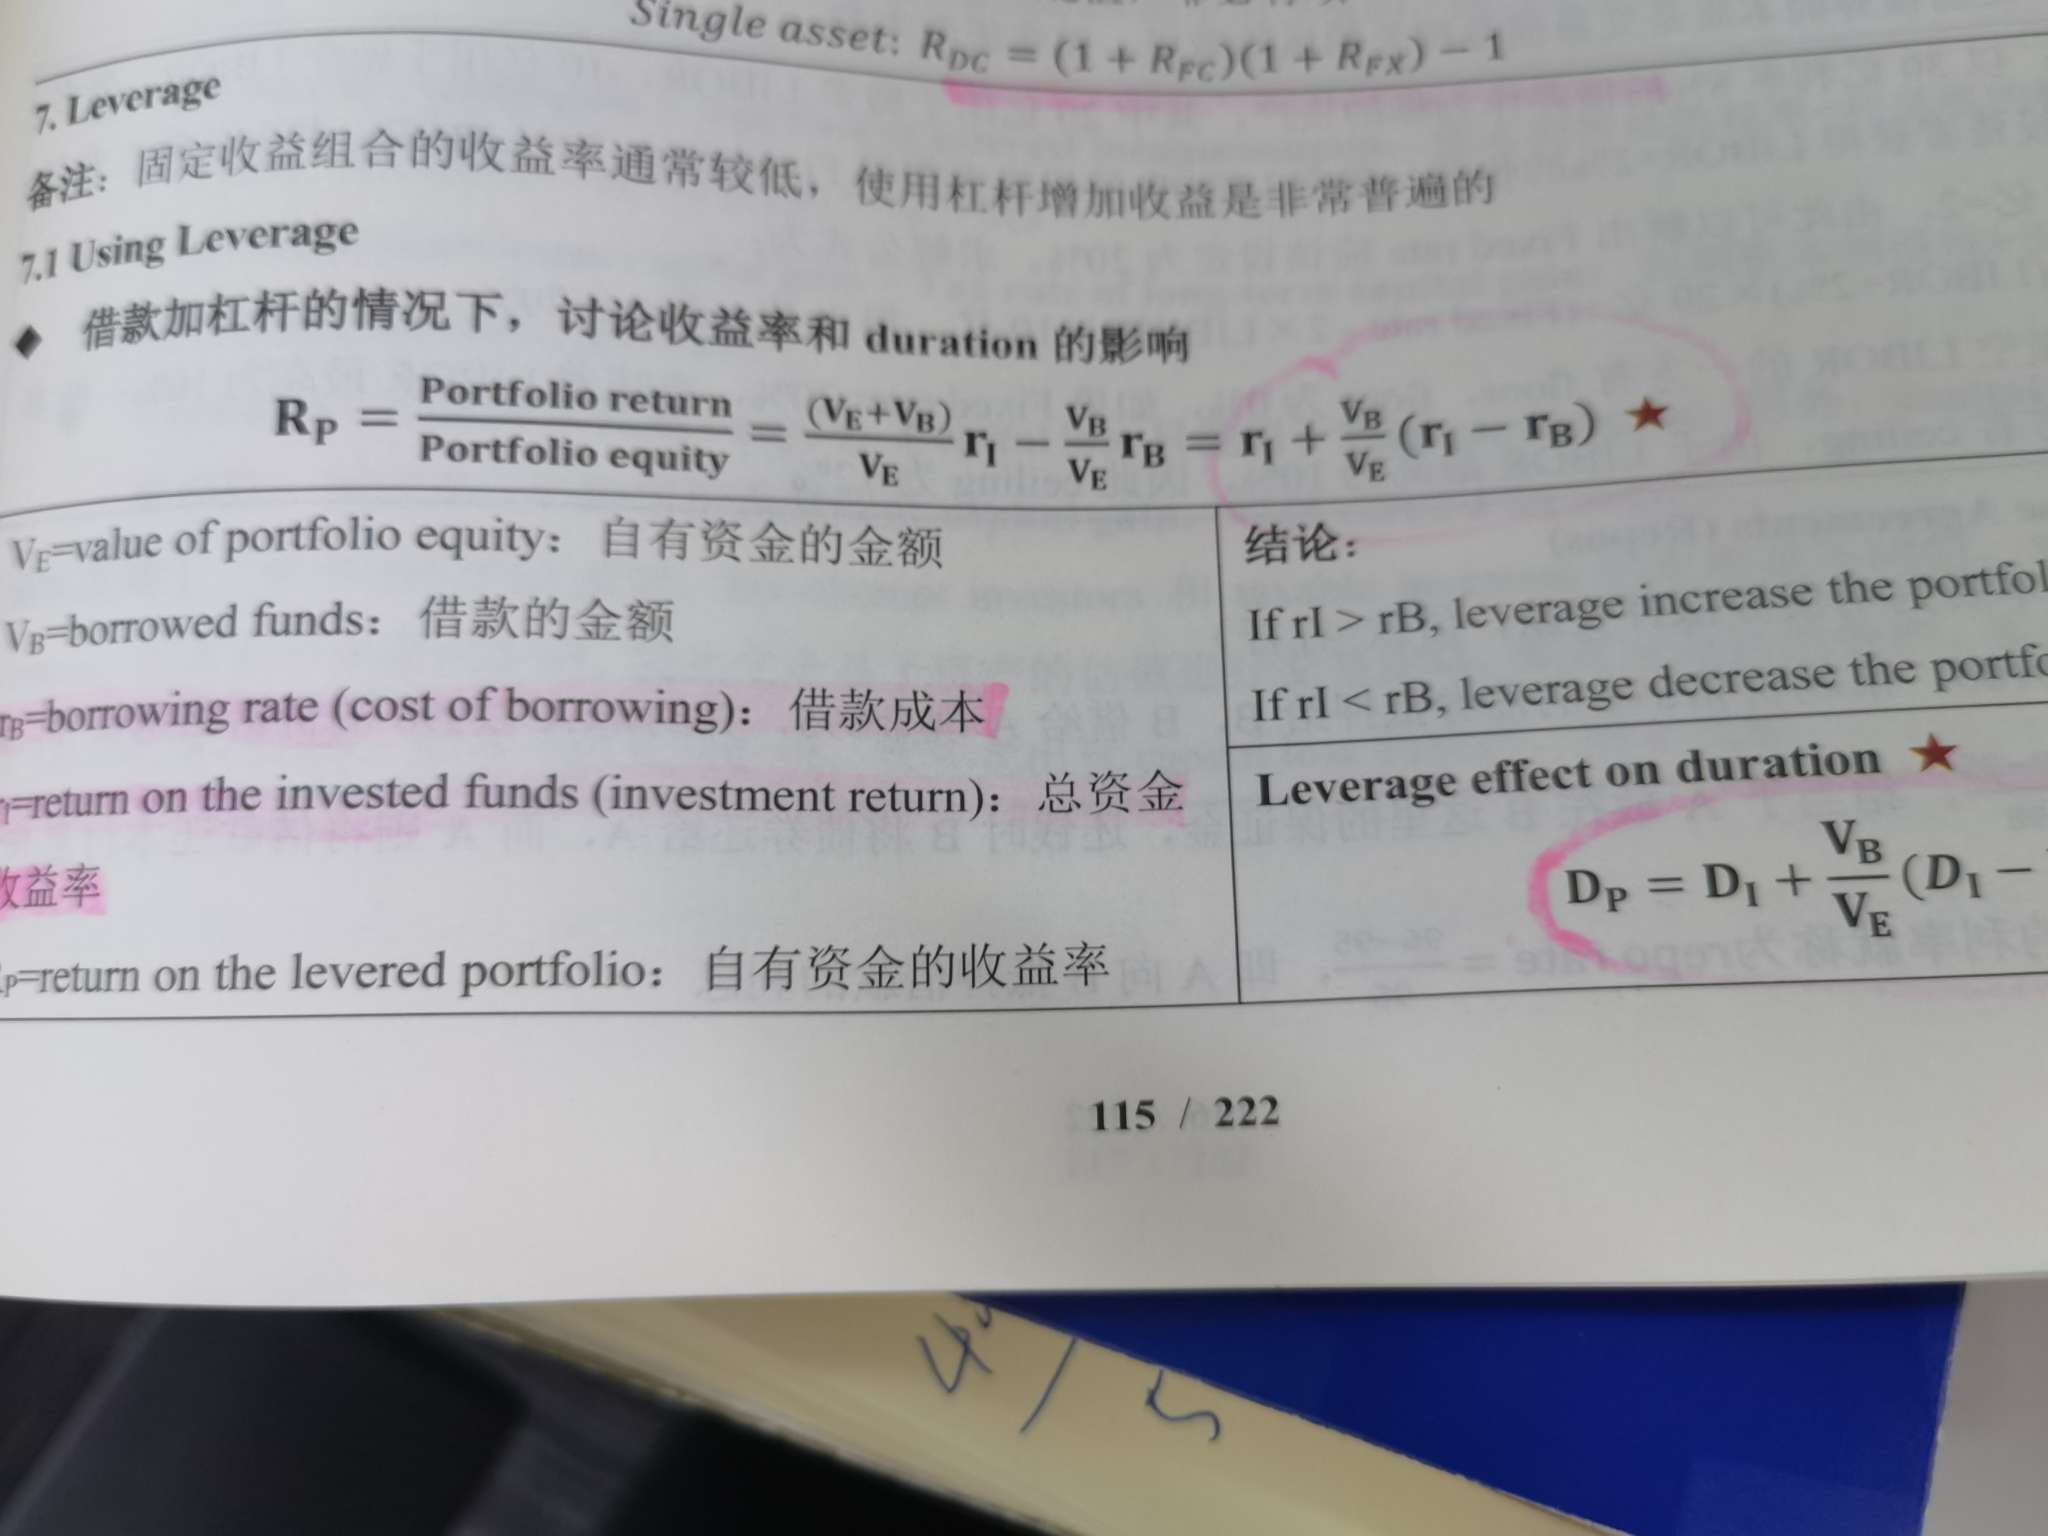 Single asset: R_DC = (1 + R_FC)(1 + R_FX) − 1
7. Leverage
备注：固定收益组合的收益率通常较低，使用杠杆增加收益是非常普遍的
7.1 Using Leverage
◆ 借款加杠杆的情况下，讨论收益率和 duration 的影响
R_P = Portfolio return / Portfolio equity = (V_E+V_B)/V_E r_I − V_B/V_E r_B = r_I + V_B/V_E (r_I − r_B) ★
V_E=value of portfolio equity：自有资金的金额
V_B=borrowed funds：借款的金额
r_B=borrowing rate (cost of borrowing)：借款成本
=return on the invested funds (investment return)：总资金
收益率
P=return on the levered portfolio：自有资金的收益率
结论：
If rI > rB, leverage increase the portfol
If rI < rB, leverage decrease the portfo
Leverage effect on duration ★
D_P = D_I + V_B/V_E (D_I −
115 / 222
4
5